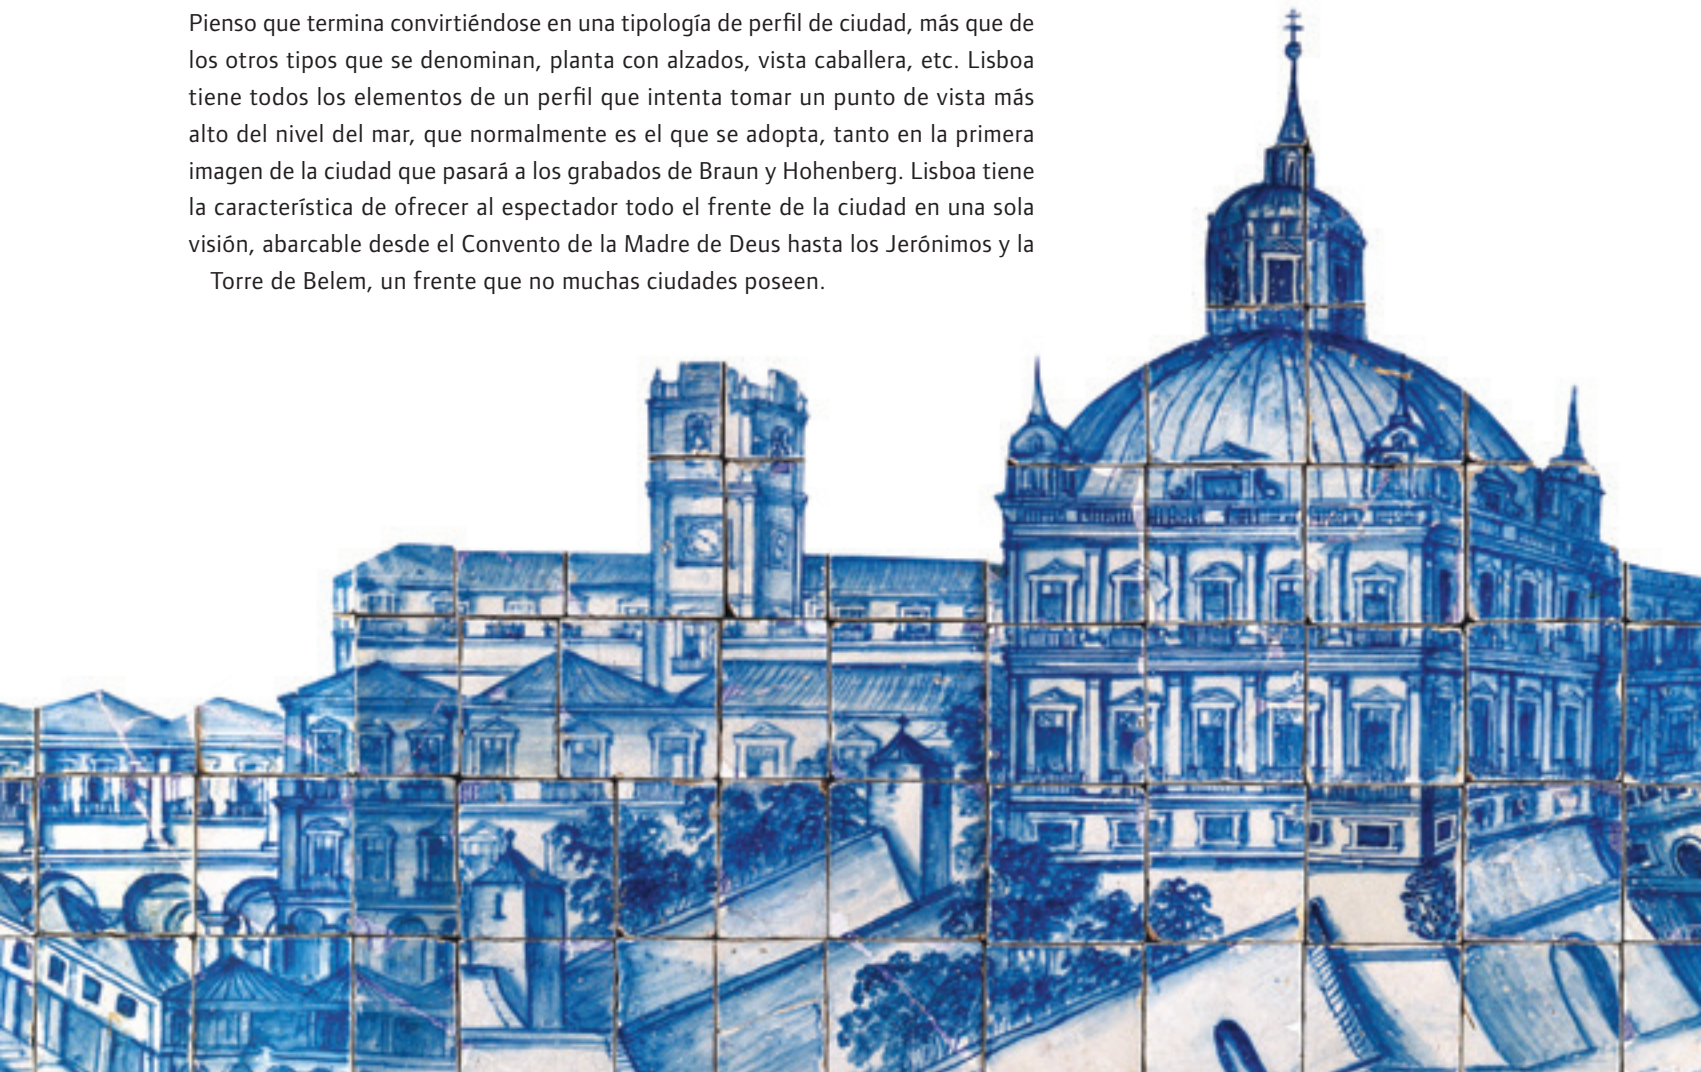 Pienso que termina convirtiéndose en una tipología de perfil de ciudad, más que de
los otros tipos que se denominan, planta con alzados, vista caballera, etc. Lisboa
tiene todos los elementos de un perfil que intenta tomar un punto de vista más
alto del nivel del mar, que normalmente es el que se adopta, tanto en la primera
imagen de la ciudad que pasará a los grabados de Braun y Hohenberg. Lisboa tiene
la característica de ofrecer al espectador todo el frente de la ciudad en una sola
visión, abarcable desde el Convento de la Madre de Deus hasta los Jerónimos y la
Torre de Belem, un frente que no muchas ciudades poseen.